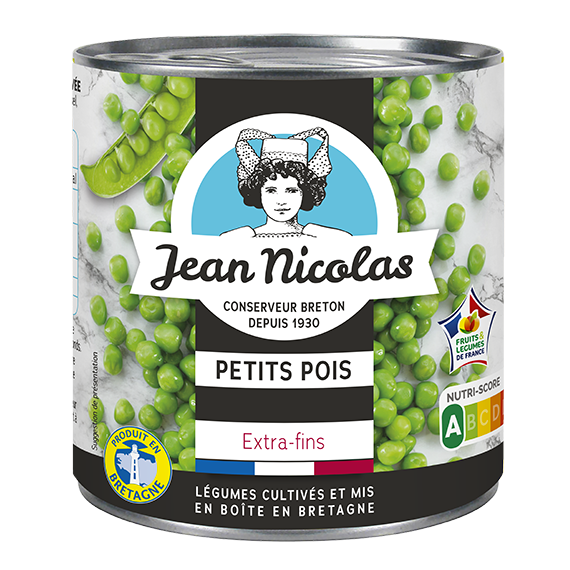 Jean Nicolas
CONSERVEUR BRETON
DEPUIS 1930
PETITS POIS
Extra-fins
LÉGUMES CULTIVÉS ET MIS
EN BOÎTE EN BRETAGNE
PRODUIT EN
BRETAGNE
Suggestion de présentation
FRUITS &
LEGUMES
DE FRANCE
NUTRI-SCORE
A B C D